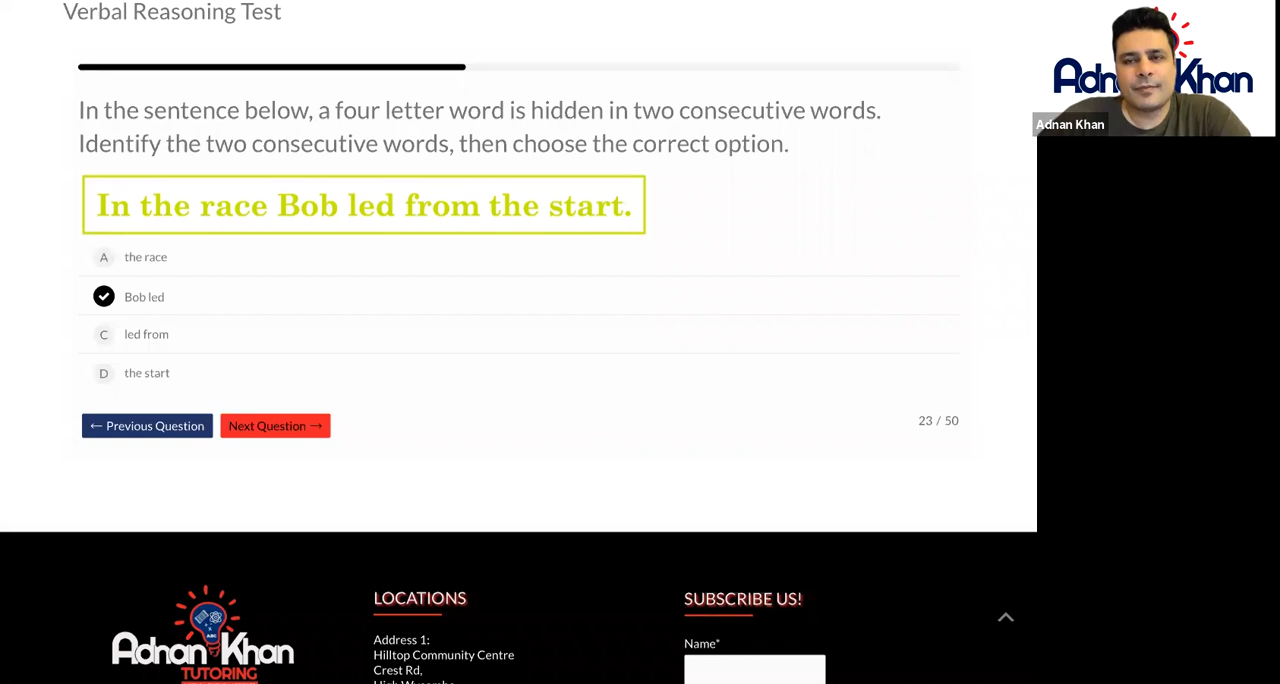 Verbal Reasoning Test
In the sentence below, a four letter word is hidden in two consecutive words.
Identify the two consecutive words, then choose the correct option.
In the race Bob led from the start.
A the race
Bob led
C led from
D the start
← Previous Question
Next Question →
23 / 50
Adnan Khan
Adnan Khan
Adnan Khan
TUTORING
ABC
LOCATIONS
Address 1:
Hilltop Community Centre
Crest Rd,
High Wycombe
SUBSCRIBE US!
Name*